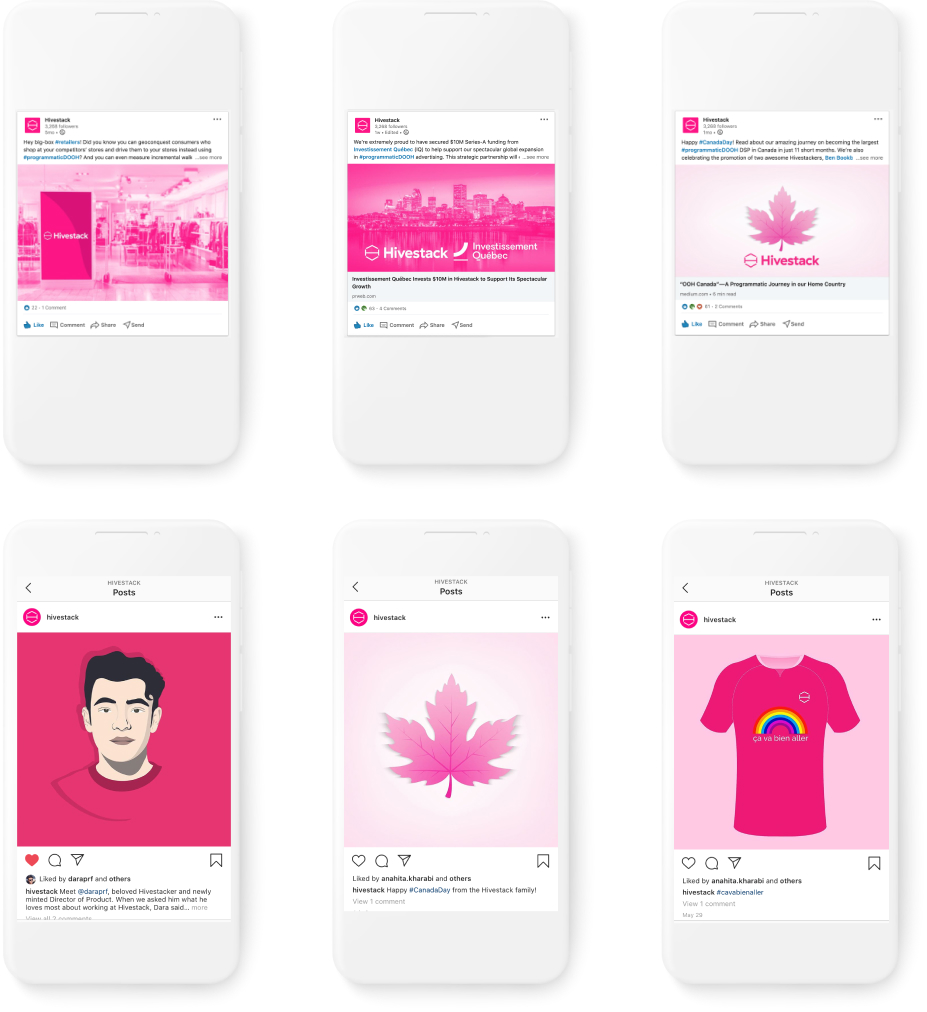 Hivestack
3,268 followers
5mo •
Hey big-box #retailers! Did you know you can geoconquest consumers who
shop at your competitors' stores and drive them to your stores instead using
#programmaticDOOH? And you can even measure incremental walk ...see more
Hivestack
22 · 1 Comment
Like Comment Share Send
Hivestack
3,268 followers
1w • Edited •
We're extremely proud to have secured $10M Series-A funding from
Investissement Québec (IQ) to help support our spectacular global expansion
in #programmaticDOOH advertising. This strategic partnership will ...see more
Hivestack Investissement
Québec
Investissement Québec Invests $10M in Hivestack to Support Its Spectacular
Growth
prweb.com
63 · 3 Comments
Like Comment Share Send
Hivestack
3,268 followers
1mo •
Happy #CanadaDay! Read about our amazing journey on becoming the largest
#programmaticDOOH DSP in Canada in just 11 short months. We're also
celebrating the promotion of two awesome Hivestackers, Ben Bookb ...see more
Hivestack
"OOH Canada"—A Programmatic Journey in our Home Country
medium.com • 6 min read
61 · 2 Comments
Like Comment Share Send
HIVESTACK
Posts
hivestack
Liked by daraprf and others
hivestack Meet @daraprf, beloved Hivestacker and newly
minted Director of Product. When we asked him what he
loves most about working at Hivestack, Dara said... more
View all 2 comments
HIVESTACK
Posts
hivestack
Liked by anahita.kharabi and others
hivestack Happy #CanadaDay from the Hivestack family!
View 1 comment
HIVESTACK
Posts
hivestack
ça va bien aller
Liked by anahita.kharabi and others
hivestack #cavabienaller
View 1 comment
May 28